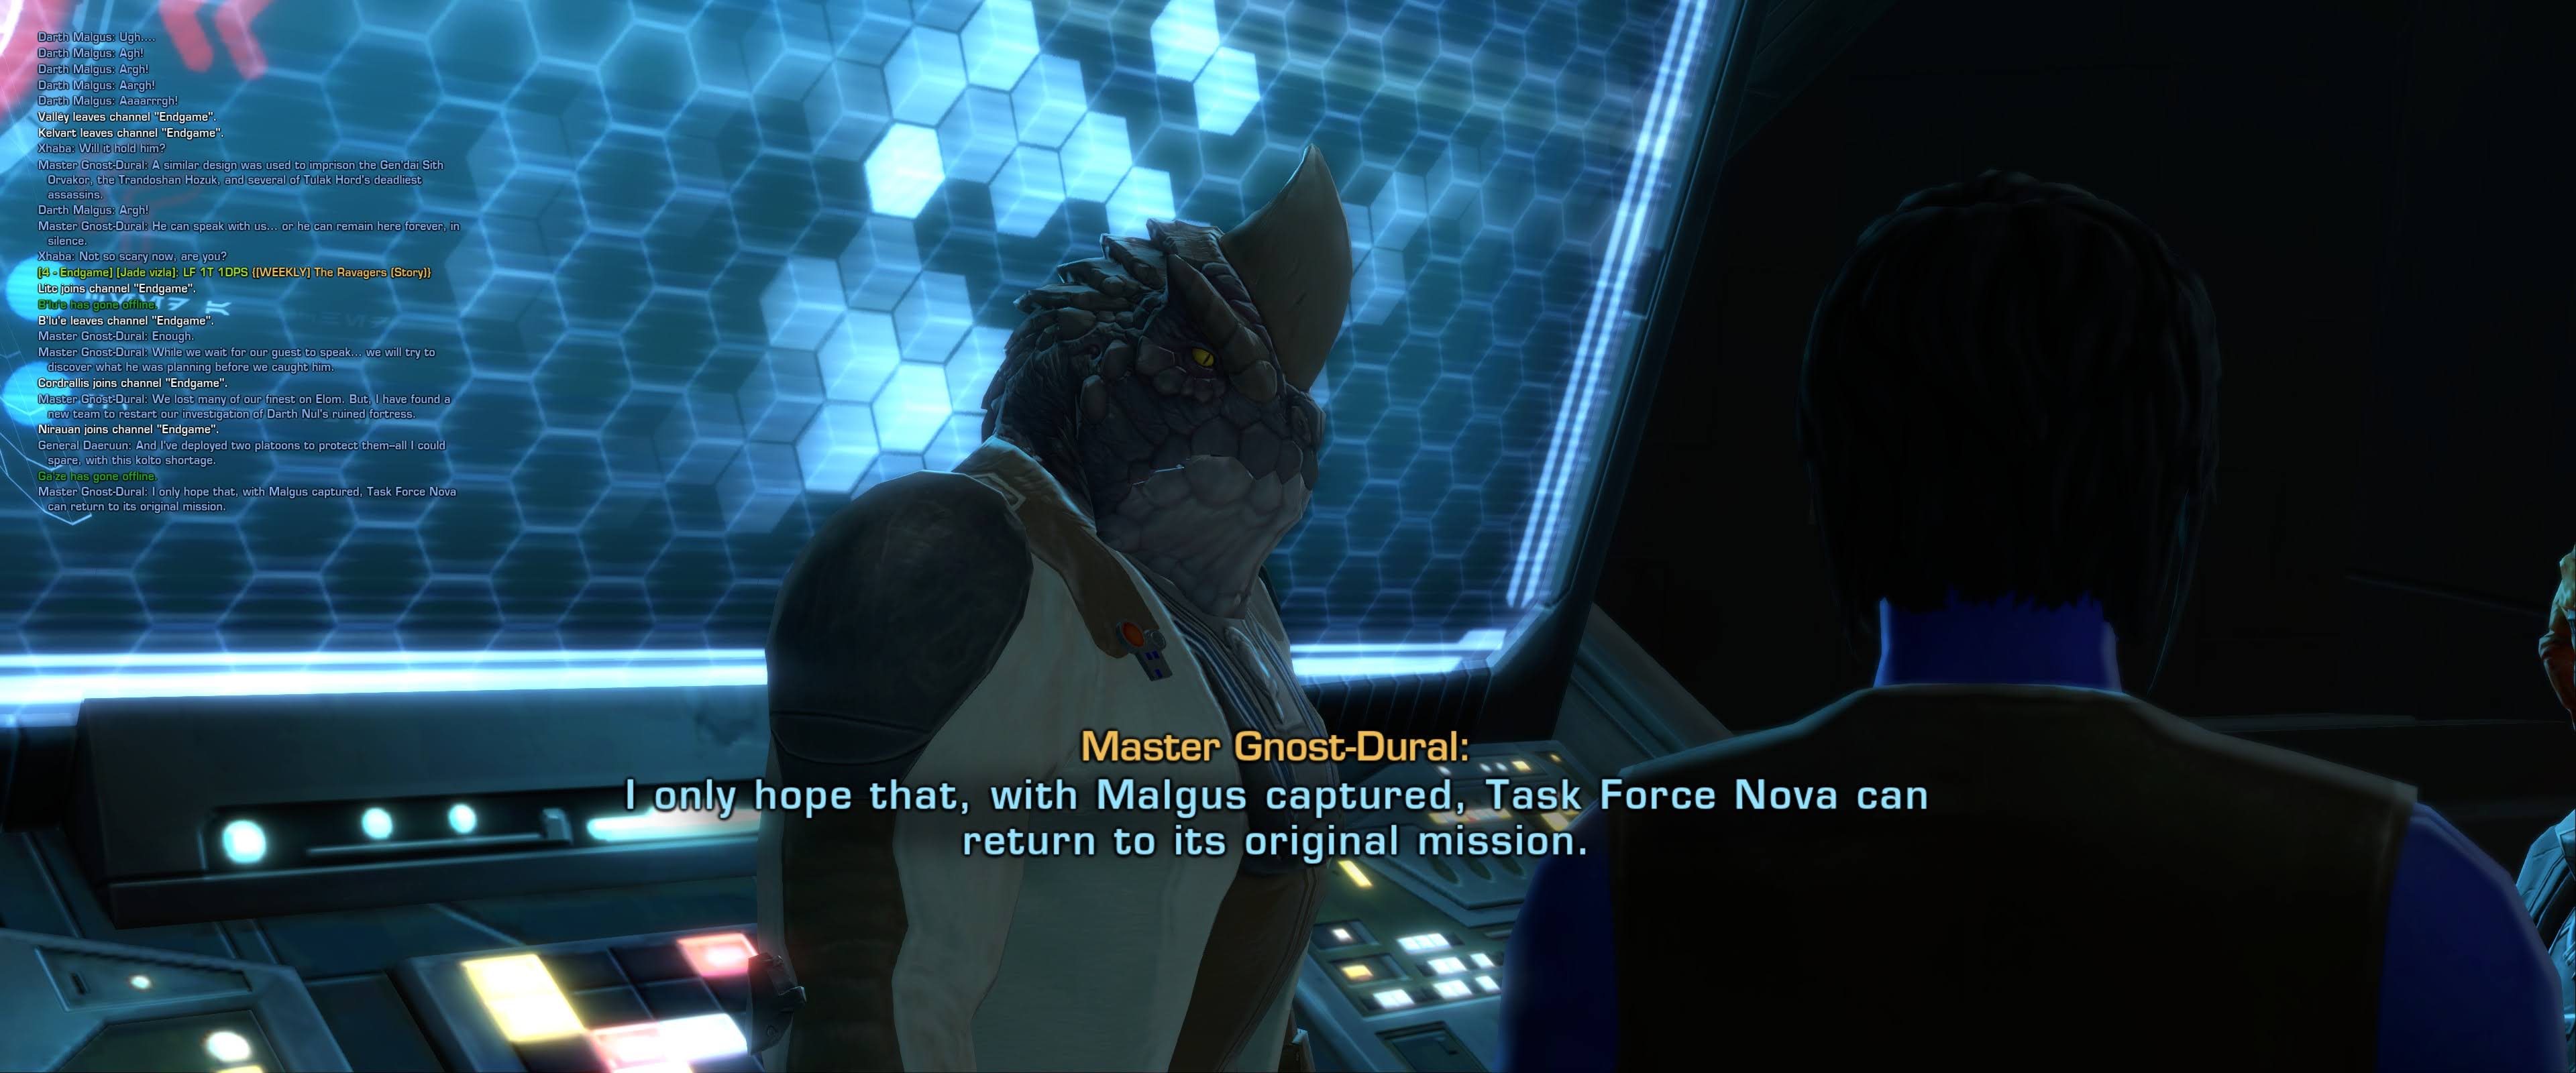 Darth Malgus: Ugh....
Darth Malgus: Agh!
Darth Malgus: Argh!
Darth Malgus: Aargh!
Darth Malgus: Aaaarrrgh!
Valley leaves channel "Endgame".
Kelvart leaves channel "Endgame".
Xhaba: Will it hold him?
Master Gnost-Dural: A similar design was used to imprison the Gen'dai Sith
Orvakor, the Trandoshan Hozuk, and several of Tulak Hord's deadliest
assassins.
Darth Malgus: Argh!
Master Gnost-Dural: He can speak with us... or he can remain here forever, in
silence.
Xhaba: Not so scary now, are you?
[4 - Endgame] [Jade vizla]: LF 1T 1DPS {[WEEKLY] The Ravagers (Story)}
Litc joins channel "Endgame".
B'lu'e has gone offline.
B'lu'e leaves channel "Endgame".
Master Gnost-Dural: Enough.
Master Gnost-Dural: While we wait for our guest to speak... we will try to
discover what he was planning before we caught him.
Cordrallis joins channel "Endgame".
Master Gnost-Dural: We lost many of our finest on Elom. But, I have found a
new team to restart our investigation of Darth Nul's ruined fortress.
Nirauan joins channel "Endgame".
General Daeruun: And I've deployed two platoons to protect them–all I could
spare, with this kolto shortage.
Ga'ze has gone offline.
Master Gnost-Dural: I only hope that, with Malgus captured, Task Force Nova
can return to its original mission.
Master Gnost-Dural:
I only hope that, with Malgus captured, Task Force Nova can
return to its original mission.